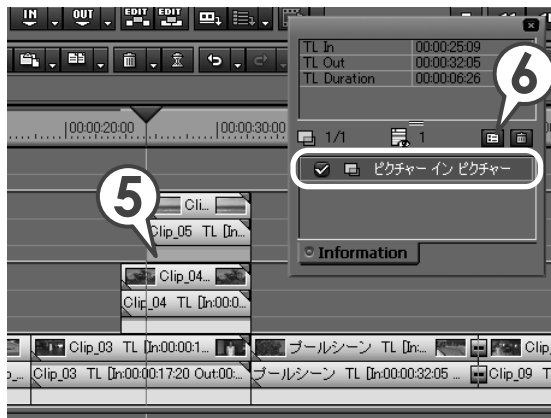 IN OUT EDIT EDIT
TL In 00:00:25:09
TL Out 00:00:32:05
TL Duration 00:00:06:26
6
00:00:20:00 00:00:30:00
1/1 1
ピクチャー イン ピクチャー
5
Cli...
Clip_05 TL [In...
Information
Clip_04...
Clip_04 TL [In:00:0...
Clip_03 TL [In:00:00:1... プールシーン TL [In:... Clip
Clip_03 TL [In:00:00:17:20 Out:00:... プールシーン TL [In:00:00:32:05 ... Clip_09 T